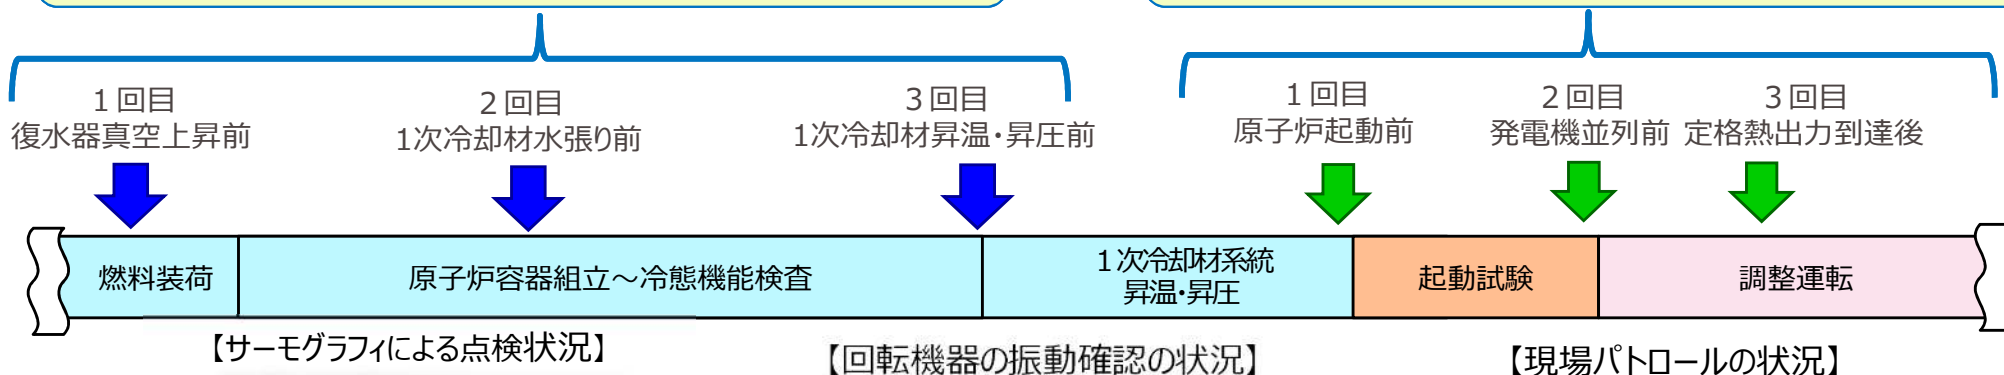 1回目
復水器真空上昇前
2回目
1次冷却材水張り前
3回目
1次冷却材昇温・昇圧前
1回目
原子炉起動前
2回目
発電機並列前
3回目
定格熱出力到達後
燃料装荷
原子炉容器組立～冷態機能検査
1次冷却材系統
昇温・昇圧
起動試験
調整運転
【サーモグラフィによる点検状況】
【回転機器の振動確認の状況】
【現場パトロールの状況】